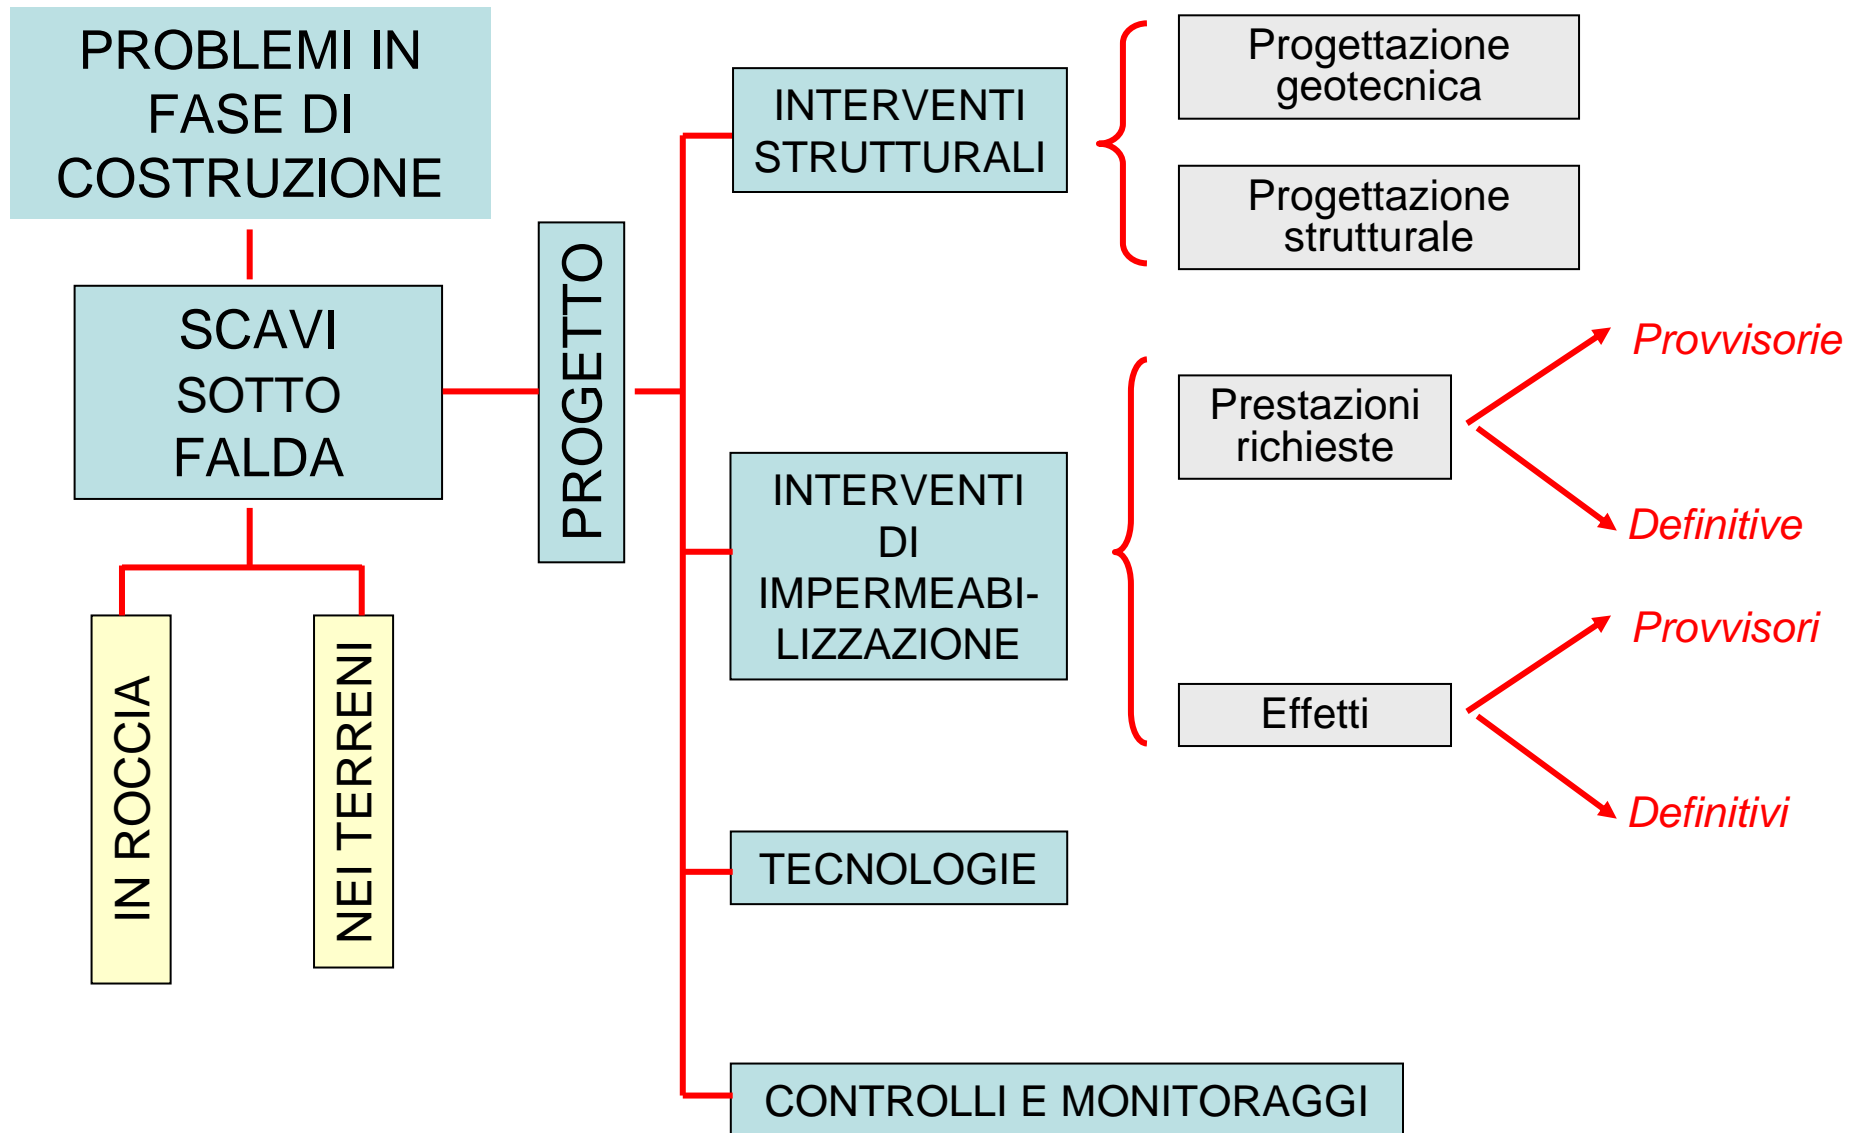 PROBLEMI IN
FASE DI
COSTRUZIONE
SCAVI
SOTTO
FALDA
IN ROCCIA
NEI TERRENI
PROGETTO
INTERVENTI
STRUTTURALI
Progettazione
geotecnica
Progettazione
strutturale
INTERVENTI
DI
IMPERMEABI-
LIZZAZIONE
Prestazioni
richieste
Provvisorie
Definitive
Effetti
Provvisori
Definitivi
TECNOLOGIE
CONTROLLI E MONITORAGGI